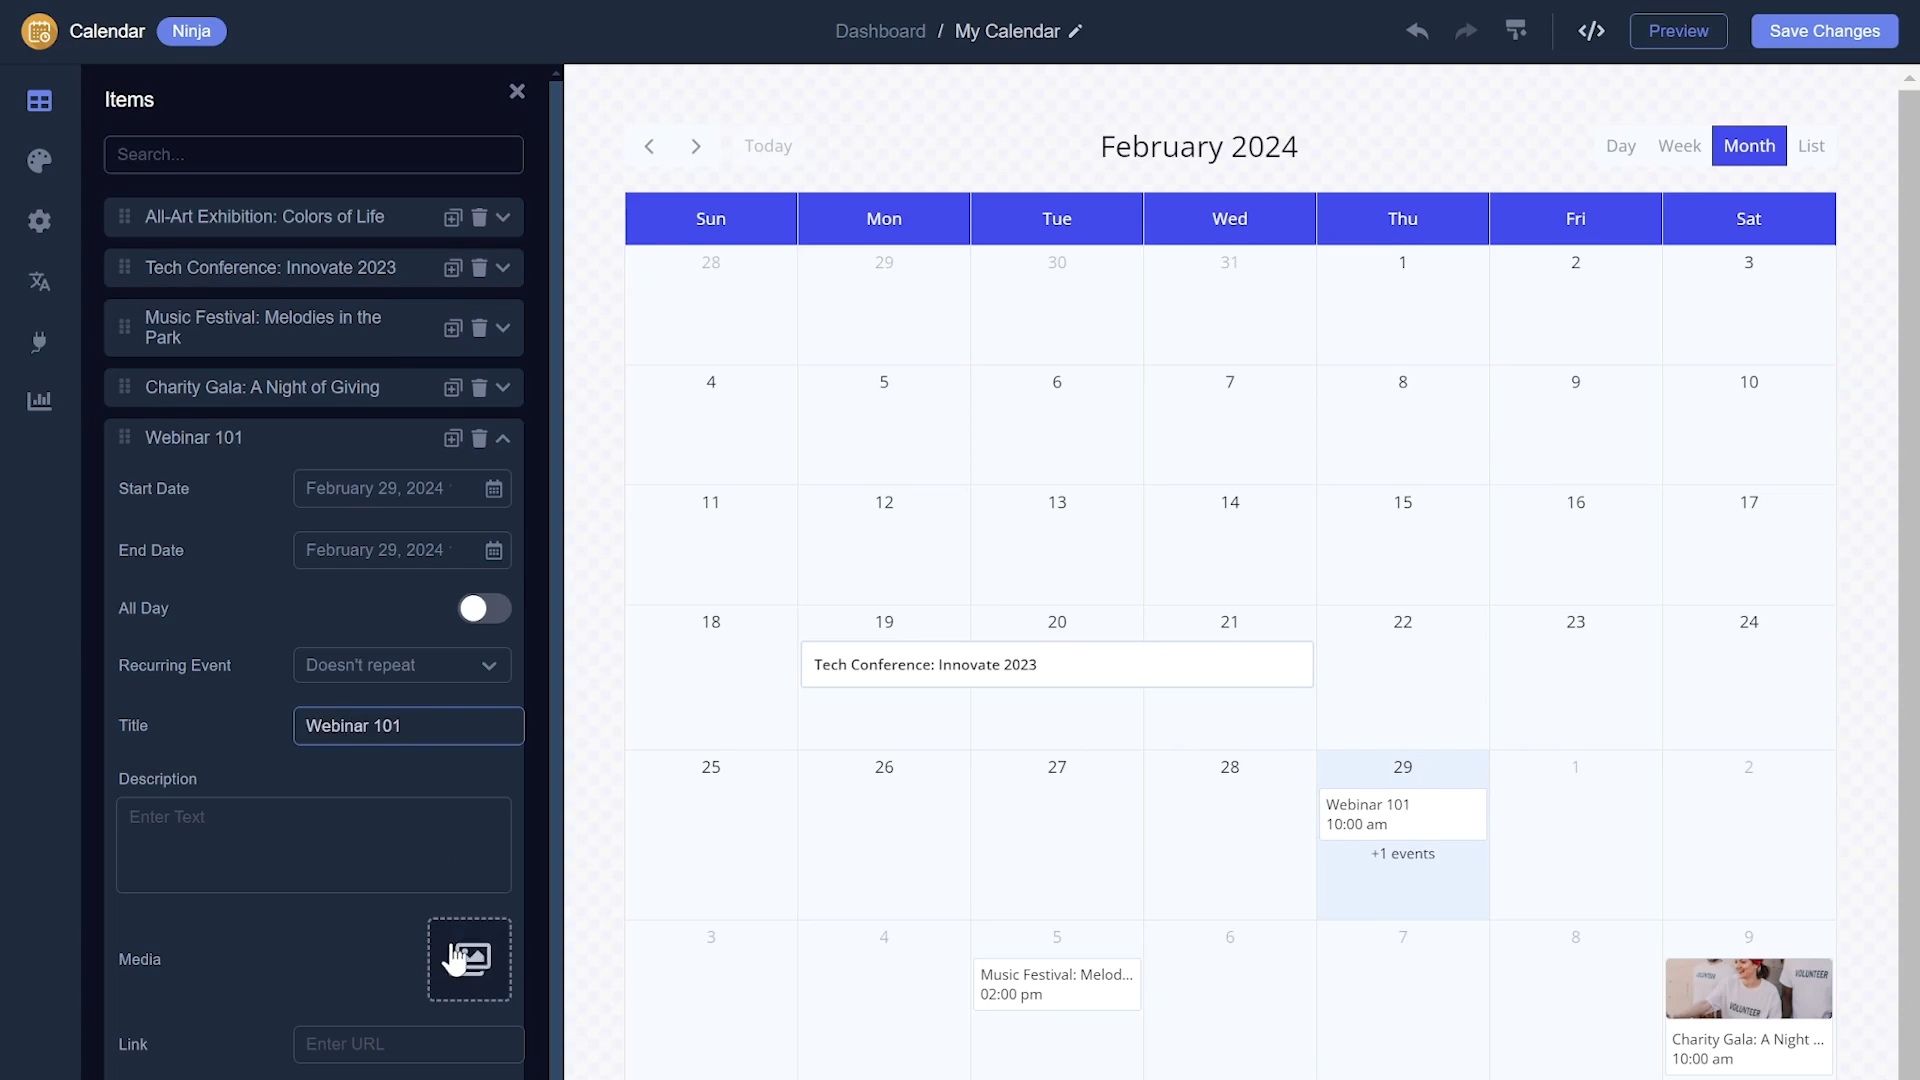 Calendar Ninja
Dashboard / My Calendar
Preview
Save Changes
Items
Search...
All-Art Exhibition: Colors of Life
Tech Conference: Innovate 2023
Music Festival: Melodies in the
Park
Charity Gala: A Night of Giving
Webinar 101
Start Date
February 29, 2024
End Date
February 29, 2024
All Day
Recurring Event
Doesn't repeat
Title
Webinar 101
Description
Enter Text
Media
Link
Enter URL
Today
February 2024
Day Week Month List
Sun Mon Tue Wed Thu Fri Sat
28 29 30 31 1 2 3
4 5 6 7 8 9 10
11 12 13 14 15 16 17
18 19 20 21 22 23 24
Tech Conference: Innovate 2023
25 26 27 28 29 1 2
Webinar 101
10:00 am
+1 events
3 4 5 6 7 8 9
Music Festival: Melod...
02:00 pm
VOLUNTEER
VOLUNTEER
Charity Gala: A Night ...
10:00 am